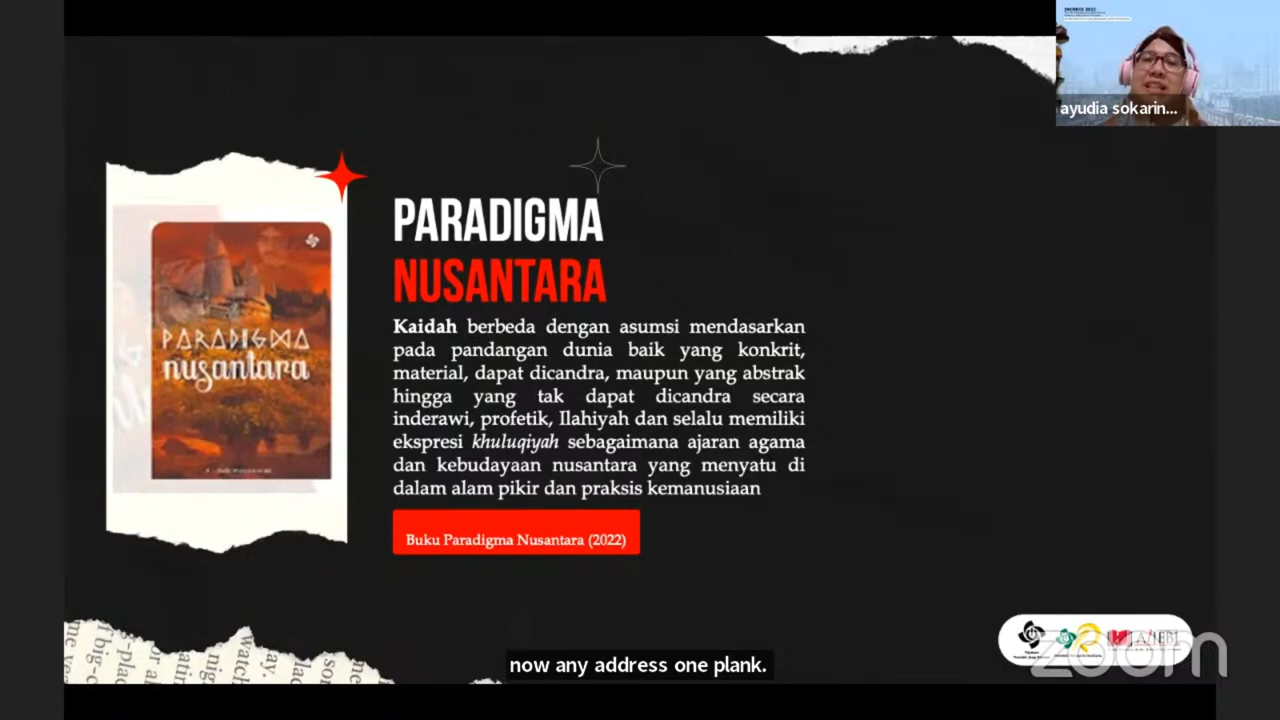 ayudia sokarin...
PARADIGMA
NUSANTARA
Kaidah berbeda dengan asumsi mendasarkan
pada pandangan dunia baik yang konkrit,
material, dapat dicandra, maupun yang abstrak
hingga yang tak dapat dicandra secara
inderawi, profetik, Ilahiyah dan selalu memiliki
ekspresi khuluqiyah sebagaimana ajaran agama
dan kebudayaan nusantara yang menyatu di
dalam alam pikir dan praksis kemanusiaan
Buku Paradigma Nusantara (2022)
PARADIGMA
nusantara
now any address one plank.
zoom